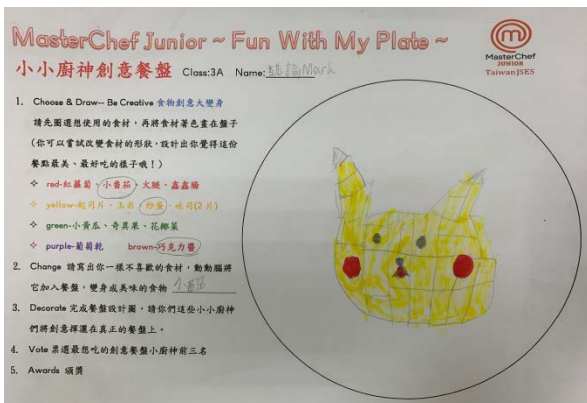 MasterChef Junior ~ Fun With My Plate ~
MasterChef
JUNIOR
TaiwanJSES
小小廚神創意餐盤 Class:3A Name: Mark
1. Choose & Draw-- Be Creative 食物創意大變身
請先圈選想使用的食材，再將食材著色畫在盤子
(你可以嘗試改變食材的形狀，設計出你覺得這份
餐點最美、最好吃的樣子哦！)
✧ red-紅蘿蔔、小番茄、火腿、鑫鑫腸
✧ yellow-起司片、玉米、炒蛋、吐司(2片)
✧ green-小黃瓜、奇異果、花椰菜
✧ purple-葡萄乾 brown-巧克力醬
2. Change 請寫出你一樣不喜歡的食材，動動腦將
它加入餐盤，變身成美味的食物
3. Decorate 完成餐盤設計圖，請你們這些小小廚神
們將創意揮灑在真正的餐盤上。
4. Vote 票選最想吃的創意餐盤小廚神前三名
5. Awards 頒獎